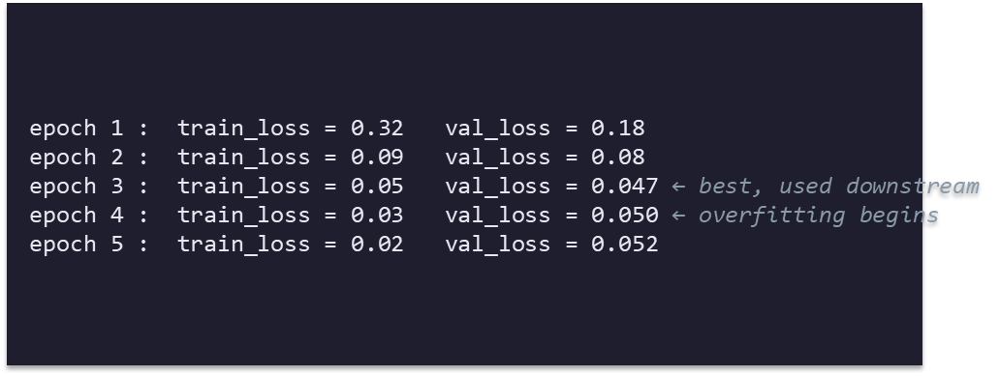 epoch 1 :  train_loss = 0.32   val_loss = 0.18
epoch 2 :  train_loss = 0.09   val_loss = 0.08
epoch 3 :  train_loss = 0.05   val_loss = 0.047 ← best, used downstream
epoch 4 :  train_loss = 0.03   val_loss = 0.050 ← overfitting begins
epoch 5 :  train_loss = 0.02   val_loss = 0.052